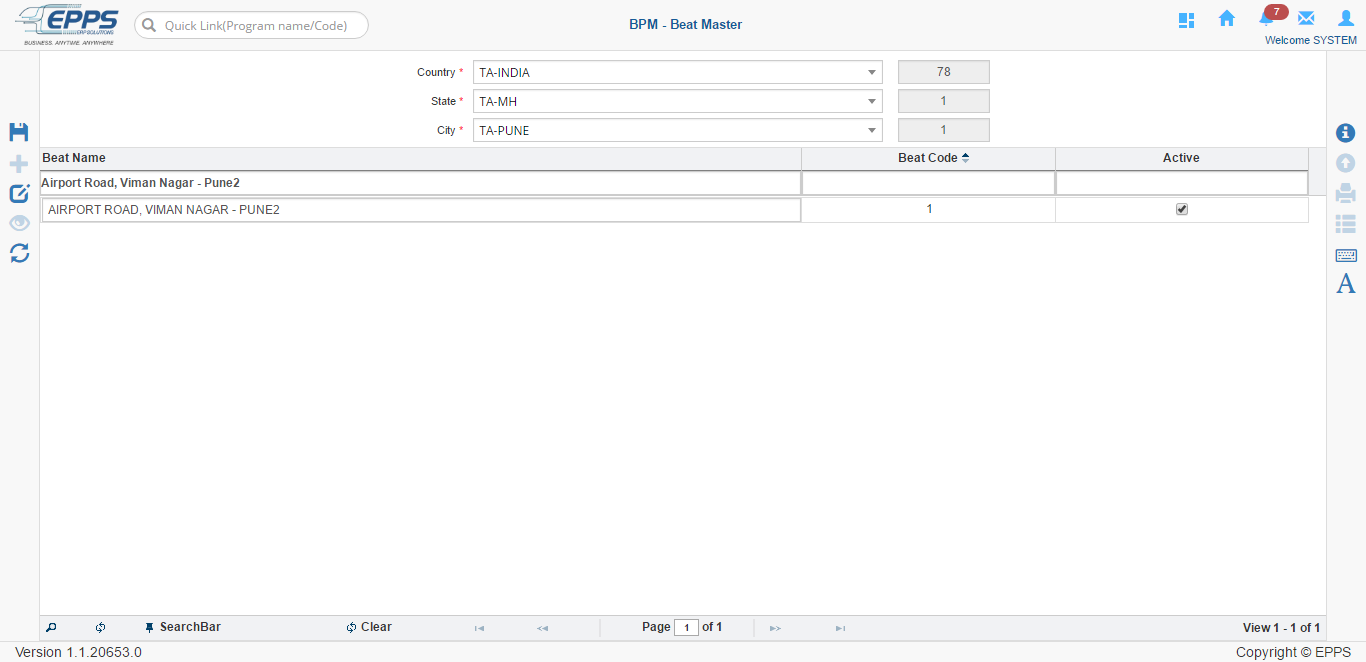 EPPS
ERP SOLUTIONS
BUSINESS. ANYTIME. ANYWHERE
Quick Link(Program name/Code)
BPM - Beat Master
7
Welcome SYSTEM
Country * TA-INDIA 78
State * TA-MH 1
City * TA-PUNE 1
Beat Name Beat Code Active
Airport Road, Viman Nagar - Pune2
AIRPORT ROAD, VIMAN NAGAR - PUNE2 1
A
SearchBar Clear Page 1 of 1 View 1 - 1 of 1
Version 1.1.20653.0 Copyright © EPPS